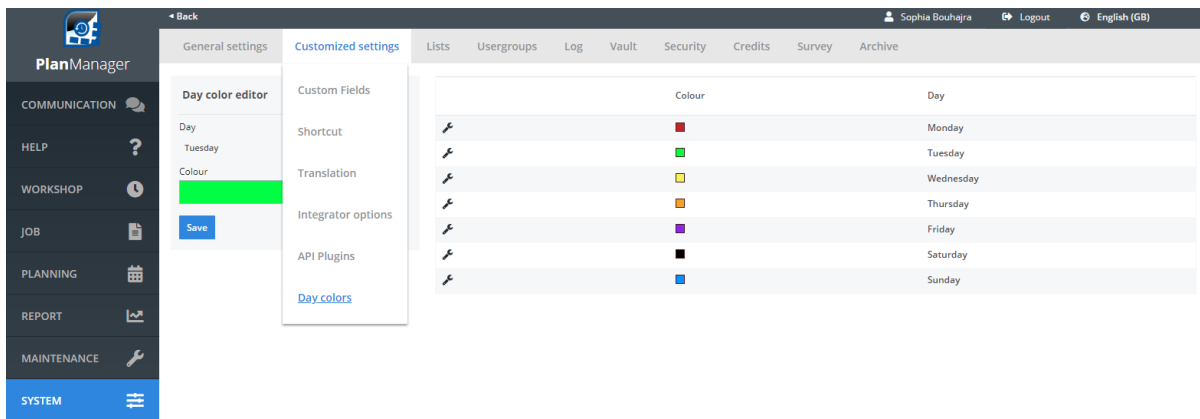 ◂ Back
Sophia Bouhajra
Logout
English (GB)
PlanManager
General settings
Customized settings
Lists
Usergroups
Log
Vault
Security
Credits
Survey
Archive
COMMUNICATION
HELP
?
WORKSHOP
JOB
PLANNING
REPORT
MAINTENANCE
SYSTEM
Day color editor
Day
Tuesday
Colour
Save
Custom Fields
Shortcut
Translation
Integrator options
API Plugins
Day colors
Colour Day
Monday
Tuesday
Wednesday
Thursday
Friday
Saturday
Sunday